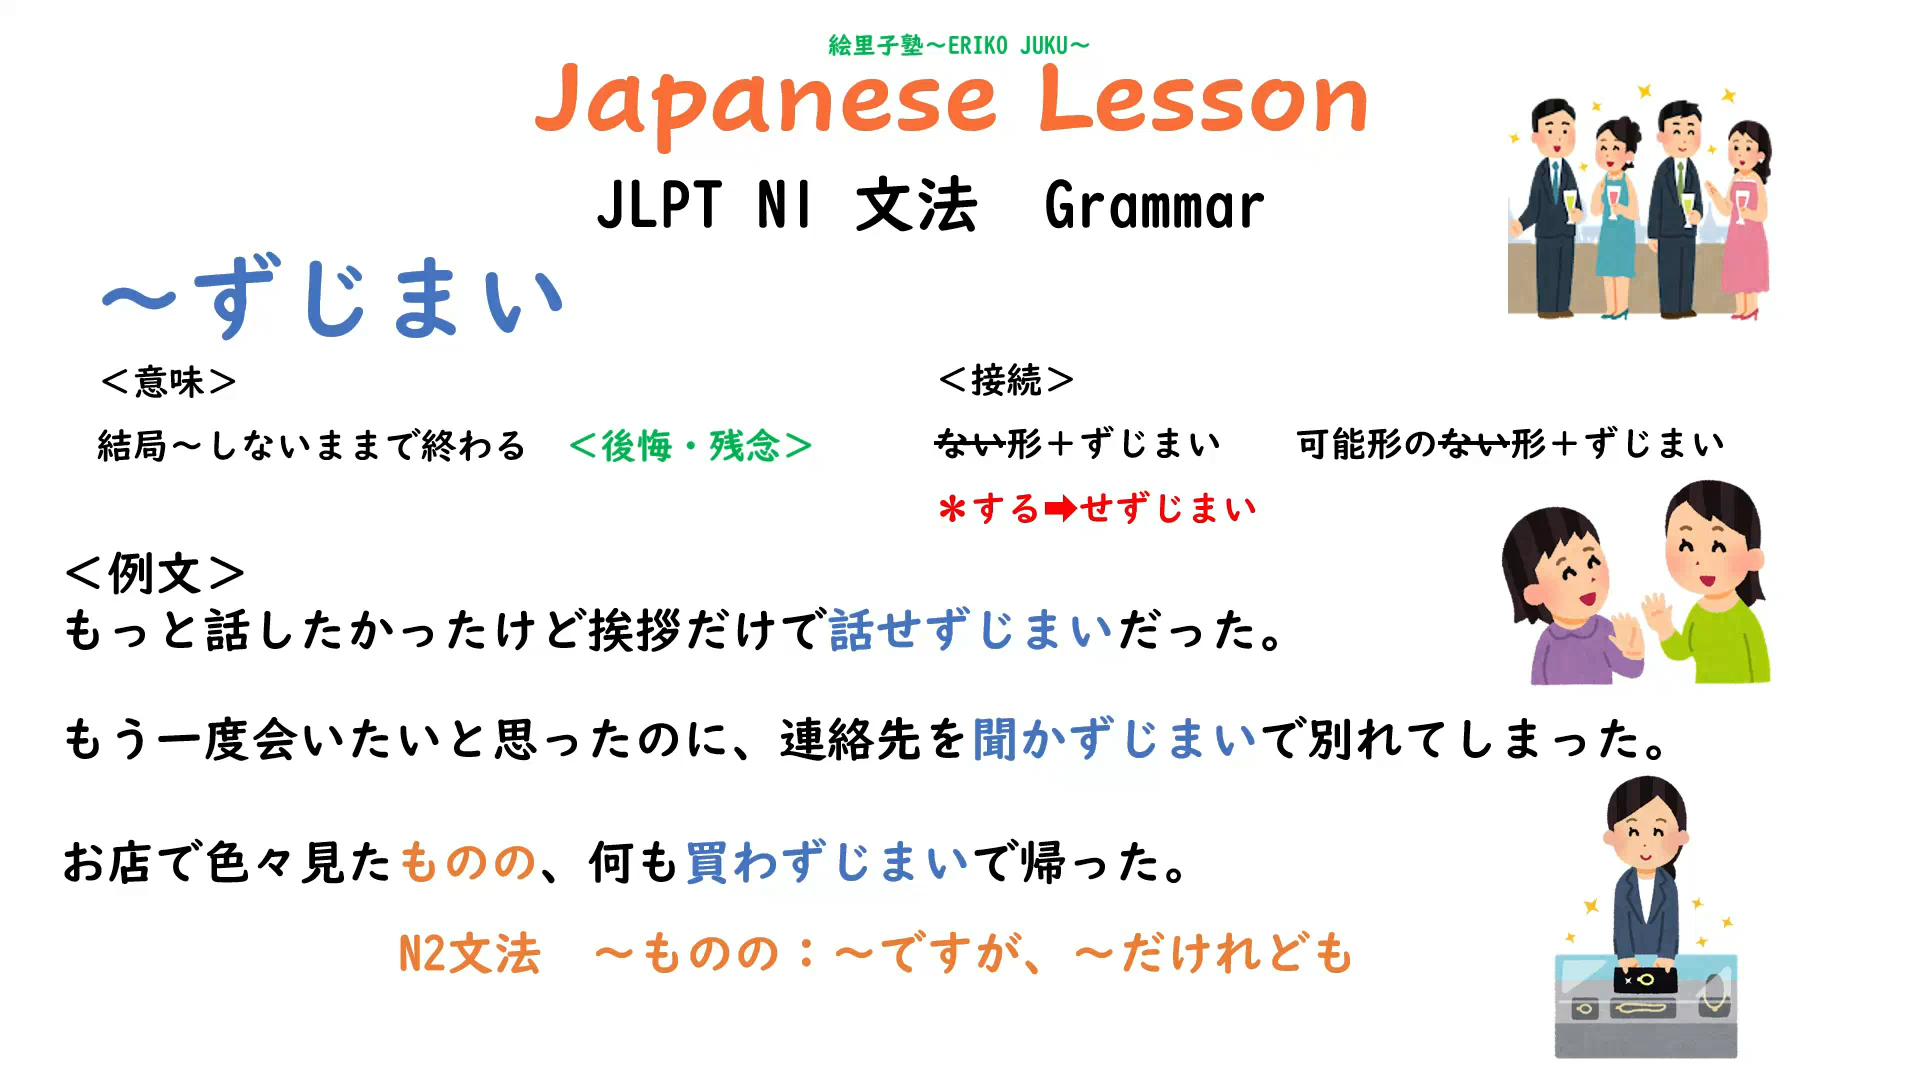 絵里子塾～ERIKO JUKU～
Japanese Lesson
JLPT N1 文法　Grammar
～ずじまい
＜意味＞
結局～しないままで終わる　＜後悔・残念＞
＜接続＞
ない形＋ずじまい　　可能形のない形＋ずじまい
＊する➡せずじまい
＜例文＞
もっと話したかったけど挨拶だけで話せずじまいだった。
もう一度会いたいと思ったのに、連絡先を聞かずじまいで別れてしまった。
お店で色々見たものの、何も買わずじまいで帰った。
N2文法　～ものの：～ですが、～だけれども